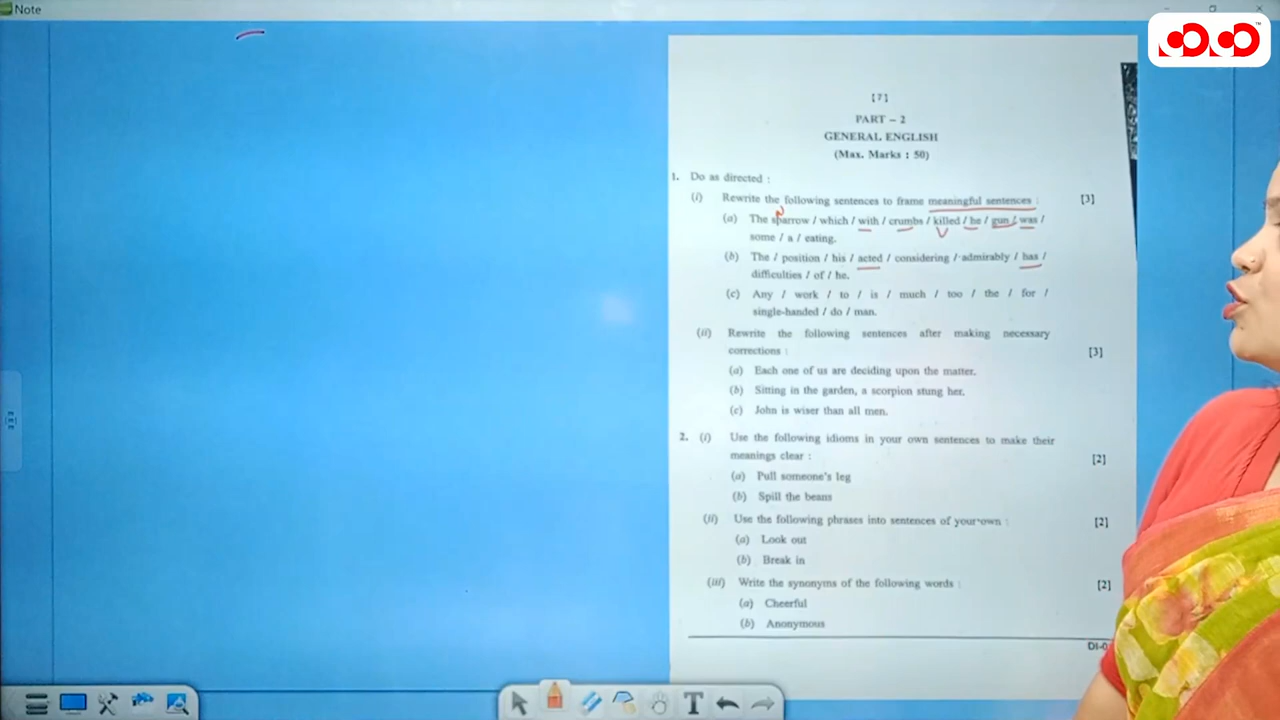 Note
[7]
PART – 2
GENERAL ENGLISH
(Max. Marks : 50)
1. Do as directed :
(i) Rewrite the following sentences to frame meaningful sentences : [3]
(a) The sparrow / which / with / crumbs / killed / he / gun / was /
some / a / eating.
(b) The / position / his / acted / considering / admirably / has /
difficulties / of / he.
(c) Any / work / to / is / much / too / the / for /
single-handed / do / man.
(ii) Rewrite the following sentences after making necessary
corrections : [3]
(a) Each one of us are deciding upon the matter.
(b) Sitting in the garden, a scorpion stung her.
(c) John is wiser than all men.
2. (i) Use the following idioms in your own sentences to make their
meanings clear : [2]
(a) Pull someone's leg
(b) Spill the beans
(ii) Use the following phrases into sentences of your own : [2]
(a) Look out
(b) Break in
(iii) Write the synonyms of the following words : [2]
(a) Cheerful
(b) Anonymous
N
V
T